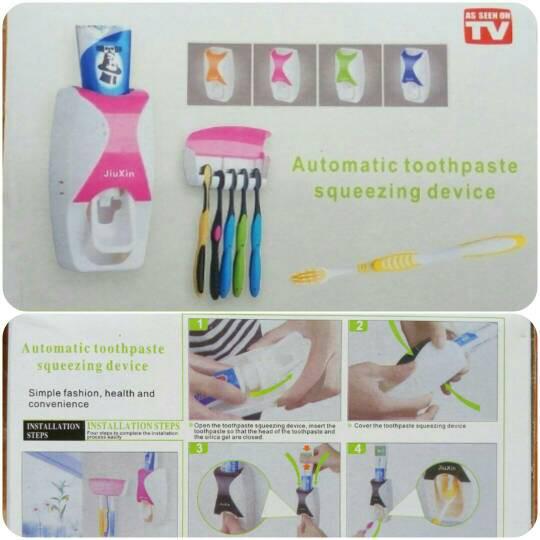 AS SEEN ON
TV
JiuXin
Automatic toothpaste
squeezing device
Automatic toothpaste
squeezing device
Simple fashion, health and
convenience
INSTALLATION
STEPS
INSTALLATION STEPS
Four steps to complete the installation
process easily
1
Open the toothpaste squeezing device, insert the
toothpaste so that the head of the toothpaste and
the silica gel are closed.
2
Cover the toothpaste squeezing device
3
4
JiuXin